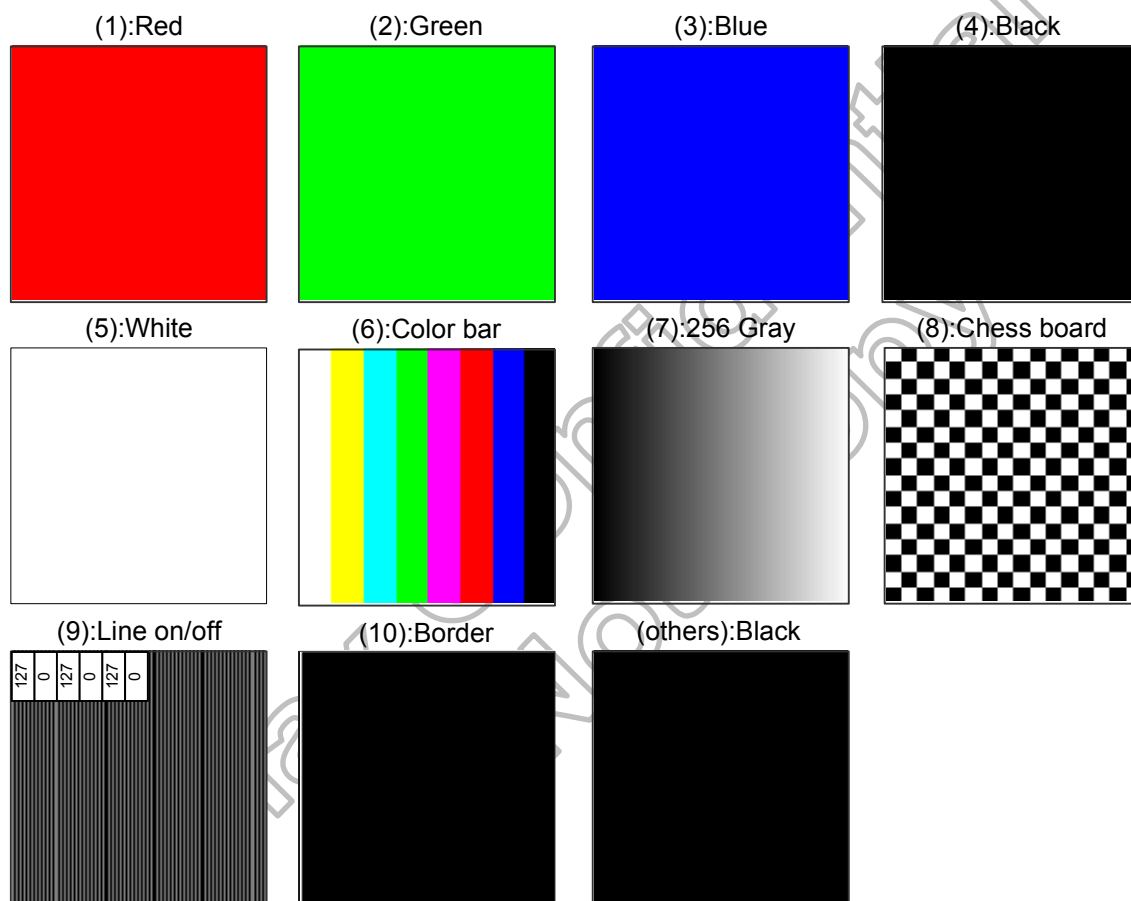 (1):Red
(2):Green
(3):Blue
(4):Black
(5):White
(6):Color bar
(7):256 Gray
(8):Chess board
(9):Line on/off
(10):Border
(others):Black
127 0 127 0 127 0